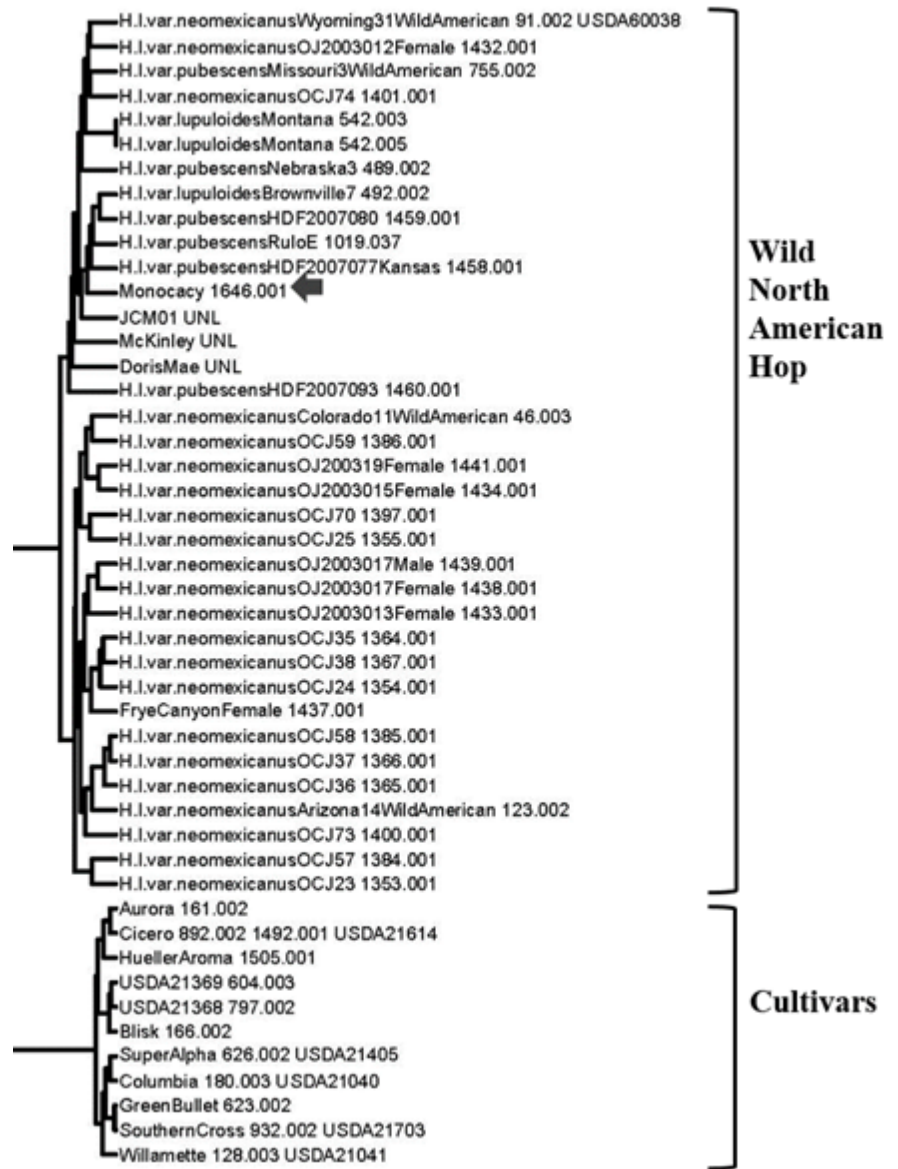 H.l.var.neomexicanusWyoming31WildAmerican 91.002 USDA60038
H.l.var.neomexicanusOJ2003012Female 1432.001
H.l.var.pubescensMissouri3WildAmerican 755.002
H.l.var.neomexicanusOCJ74 1401.001
H.l.var.lupuloidesMontana 542.003
H.l.var.lupuloidesMontana 542.005
H.l.var.pubescensNebraska3 489.002
H.l.var.lupuloidesBrownville7 492.002
H.l.var.pubescensHDF2007080 1459.001
H.l.var.pubescensRuloE 1019.037
H.l.var.pubescensHDF2007077Kansas 1458.001
Monocacy 1646.001
JCM01 UNL
McKinley UNL
DorisMae UNL
H.l.var.pubescensHDF2007093 1460.001
H.l.var.neomexicanusColorado11WildAmerican 46.003
H.l.var.neomexicanusOCJ59 1386.001
H.l.var.neomexicanusOJ200319Female 1441.001
H.l.var.neomexicanusOJ2003015Female 1434.001
H.l.var.neomexicanusOCJ70 1397.001
H.l.var.neomexicanusOCJ25 1355.001
H.l.var.neomexicanusOJ2003017Male 1439.001
H.l.var.neomexicanusOJ2003017Female 1438.001
H.l.var.neomexicanusOJ2003013Female 1433.001
H.l.var.neomexicanusOCJ35 1364.001
H.l.var.neomexicanusOCJ38 1367.001
H.l.var.neomexicanusOCJ24 1354.001
FryeCanyonFemale 1437.001
H.l.var.neomexicanusOCJ58 1385.001
H.l.var.neomexicanusOCJ37 1366.001
H.l.var.neomexicanusOCJ36 1365.001
H.l.var.neomexicanusArizona14WildAmerican 123.002
H.l.var.neomexicanusOCJ73 1400.001
H.l.var.neomexicanusOCJ57 1384.001
H.l.var.neomexicanusOCJ23 1353.001
Wild
North
American
Hop
Aurora 161.002
Cicero 892.002 1492.001 USDA21614
HuellerAroma 1505.001
USDA21369 604.003
USDA21368 797.002
Blisk 166.002
SuperAlpha 626.002 USDA21405
Columbia 180.003 USDA21040
GreenBullet 623.002
SouthernCross 932.002 USDA21703
Willamette 128.003 USDA21041
Cultivars